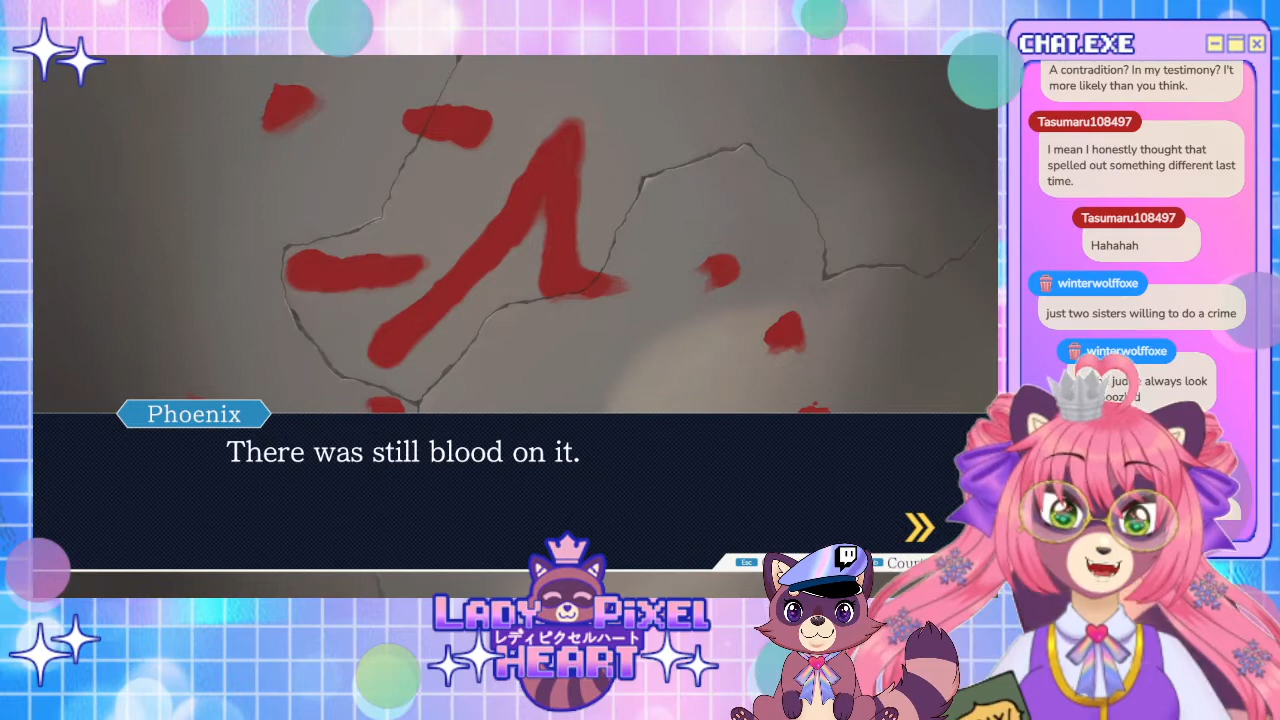 CHAT.EXE
A contradition? In my testimony? I't
more likely than you think.
Tasumaru108497
I mean I honestly thought that
spelled out something different last
time.
Tasumaru108497
Hahahah
winterwolffoxe
just two sisters willing to do a crime
winterwolffoxe
always look
Phoenix
There was still blood on it.
Esc
LADY PIXEL
レディピクセルハート
HEART